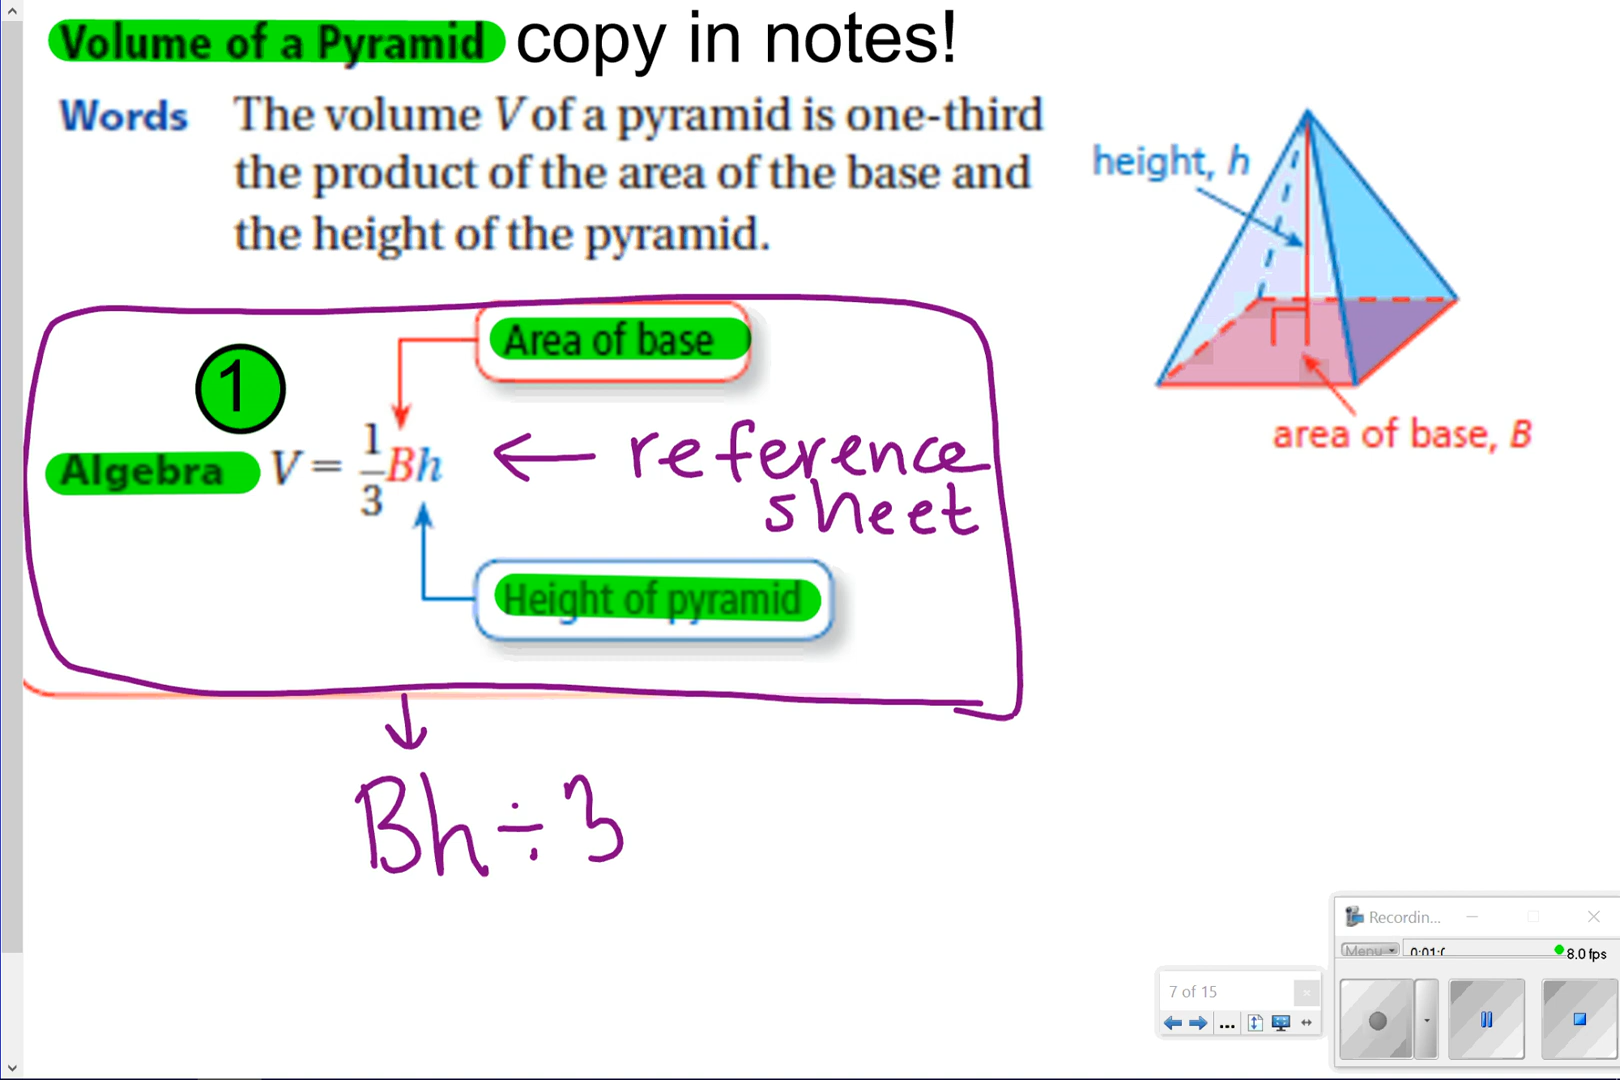 Volume of a Pyramid copy in notes!
Words The volume V of a pyramid is one-third
the product of the area of the base and
the height of the pyramid.
height, h
area of base, B
Area of base
1
Algebra V = 1/3 Bh ← reference
sheet
Height of pyramid
Bh ÷ 3
Recordin...
Menu
8.0 fps
7 of 15